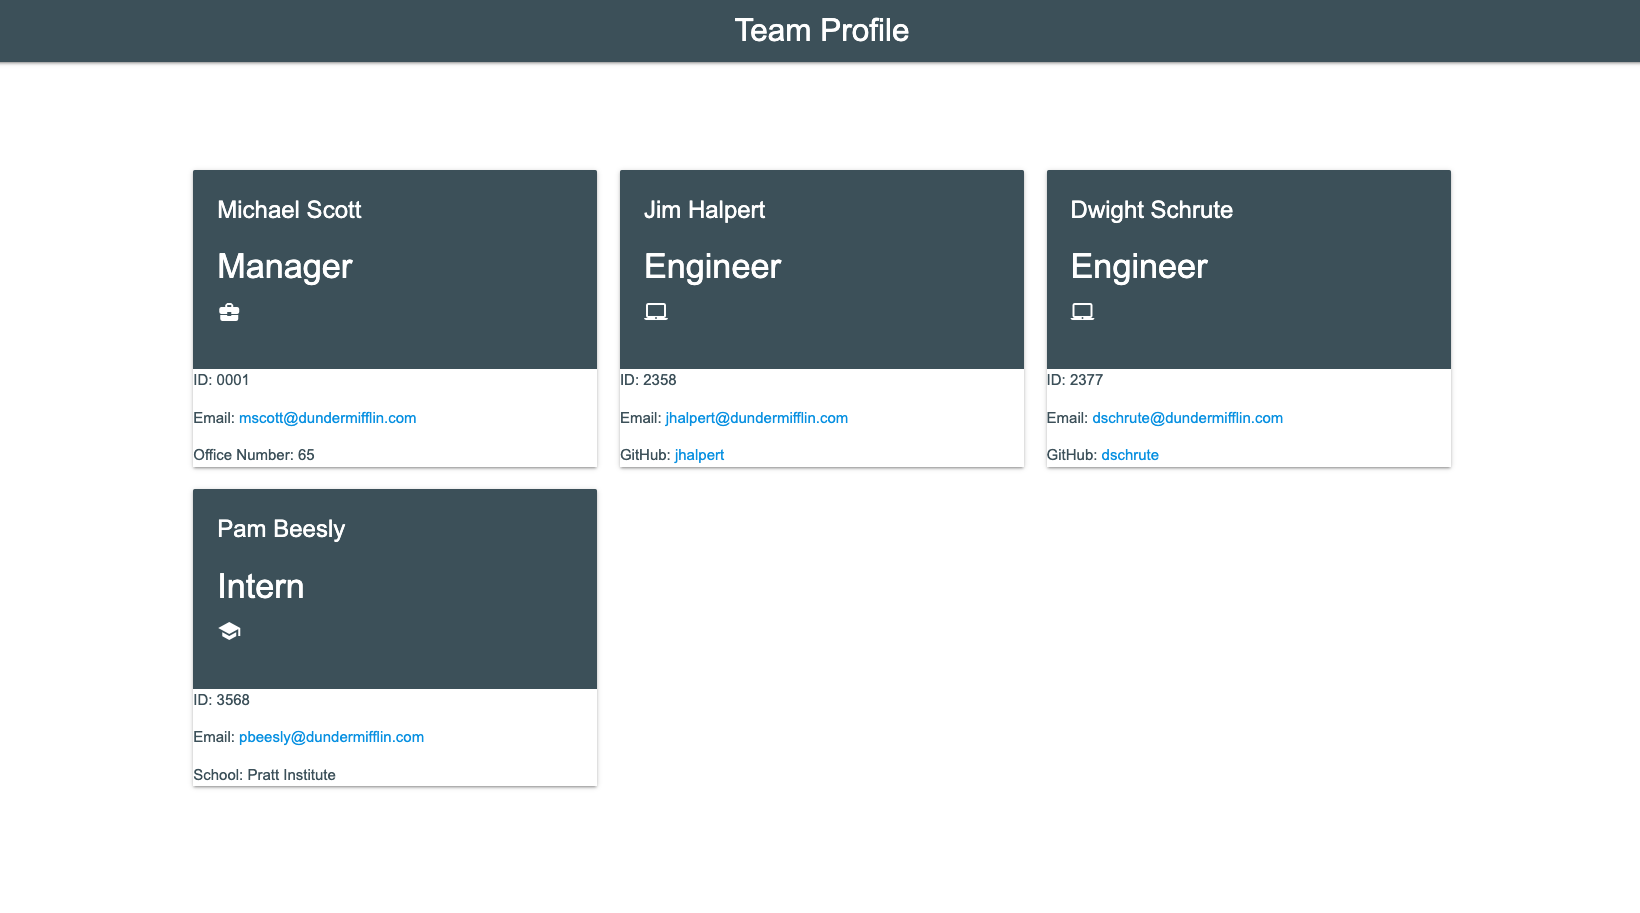 Team Profile
Michael Scott
Manager
ID: 0001
Email: mscott@dundermifflin.com
Office Number: 65
Jim Halpert
Engineer
ID: 2358
Email: jhalpert@dundermifflin.com
GitHub: jhalpert
Dwight Schrute
Engineer
ID: 2377
Email: dschrute@dundermifflin.com
GitHub: dschrute
Pam Beesly
Intern
ID: 3568
Email: pbeesly@dundermifflin.com
School: Pratt Institute